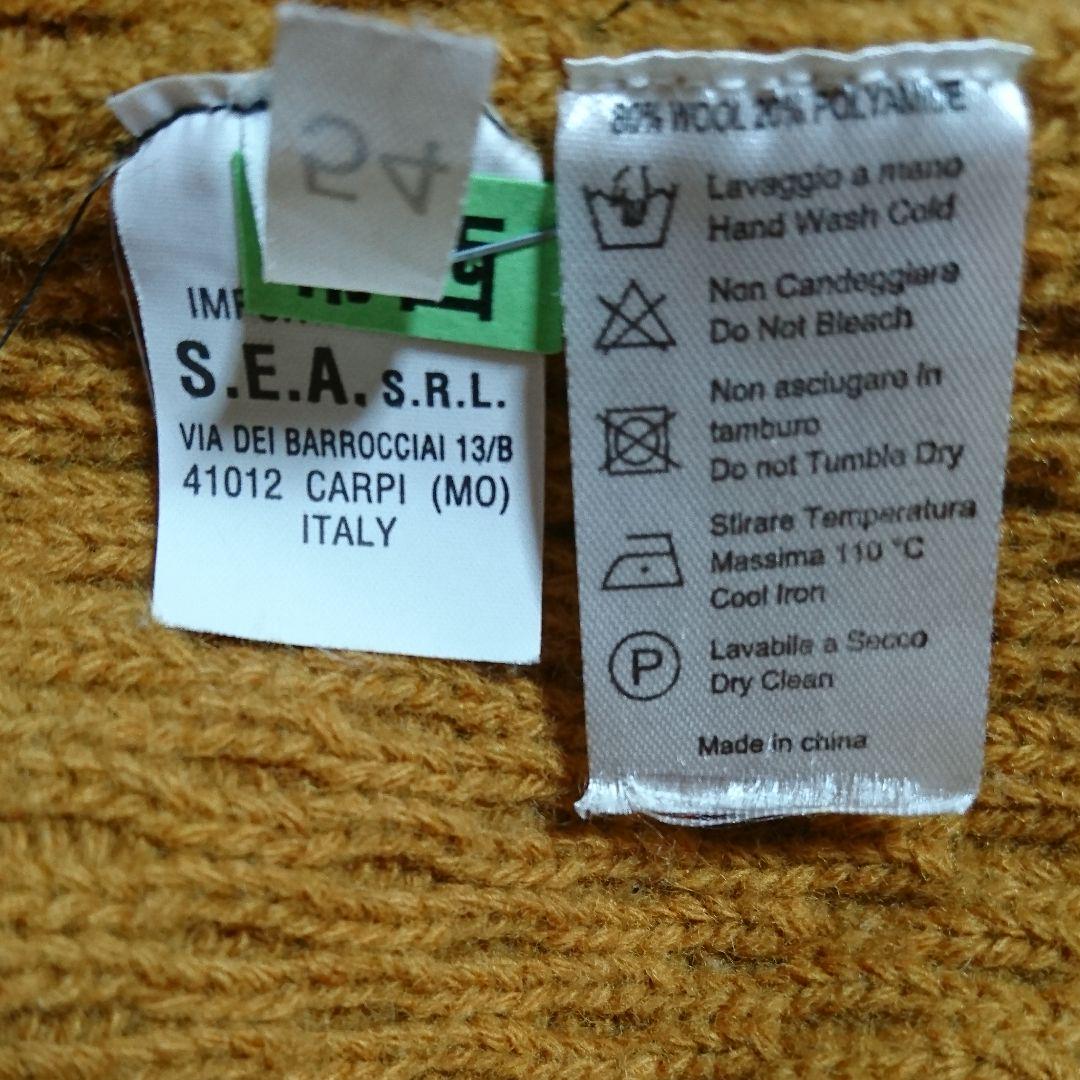 54
S.E.A. S.R.L.
VIA DEI BARROCCIAI 13/B
41012 CARPI (MO)
ITALY
80% WOOL 20% POLYAMIDE
Lavaggio a mano
Hand Wash Cold
Non Candeggiare
Do Not Bleach
Non asciugare in
tamburo
Do not Tumble Dry
Stirare Temperatura
Massima 110 °C
Cool Iron
P
Lavabile a Secco
Dry Clean
Made in china